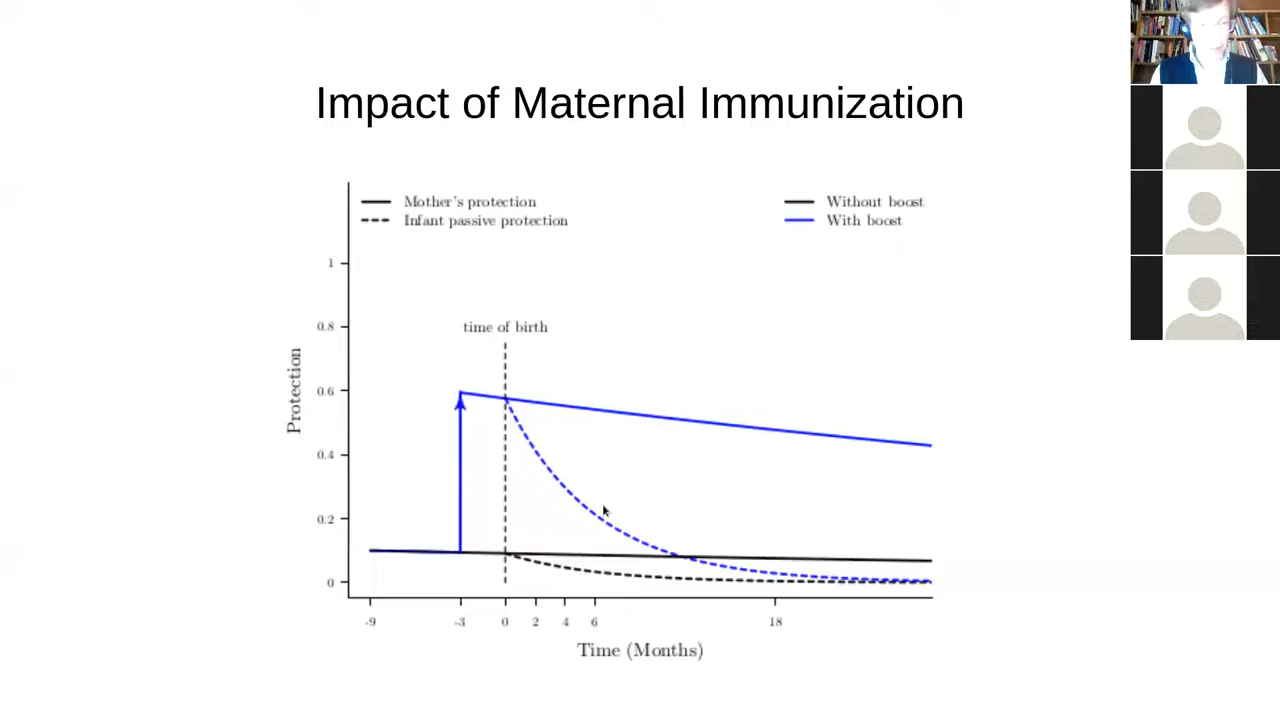 Impact of Maternal Immunization
Mother's protection
Infant passive protection
Without boost
With boost
1
0.8
0.6
0.4
0.2
0
Protection
time of birth
-9
-3
0
2
4
6
18
Time (Months)